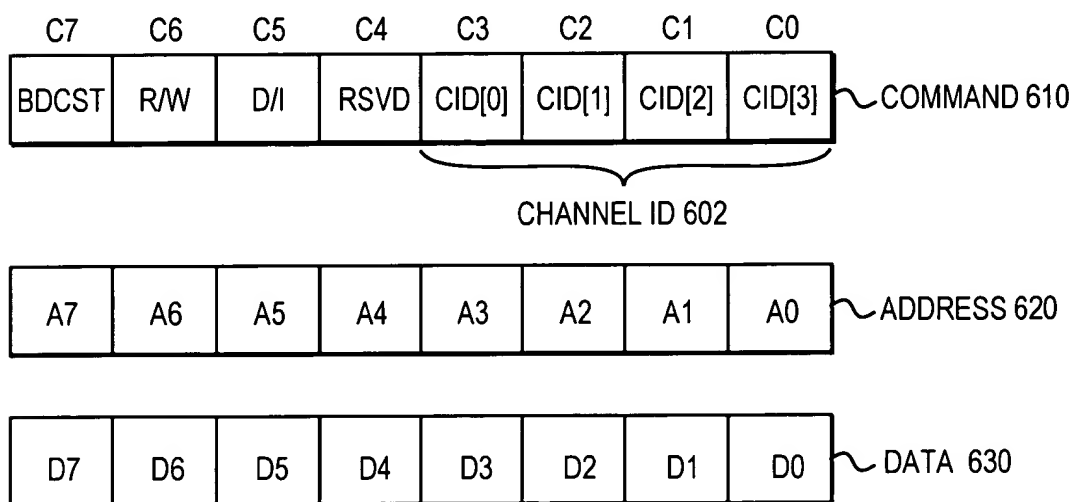 C7 C6 C5 C4 C3 C2 C1 C0
BDCST R/W D/I RSVD CID[0] CID[1] CID[2] CID[3] COMMAND 610
CHANNEL ID 602
A7 A6 A5 A4 A3 A2 A1 A0 ADDRESS 620
D7 D6 D5 D4 D3 D2 D1 D0 DATA 630